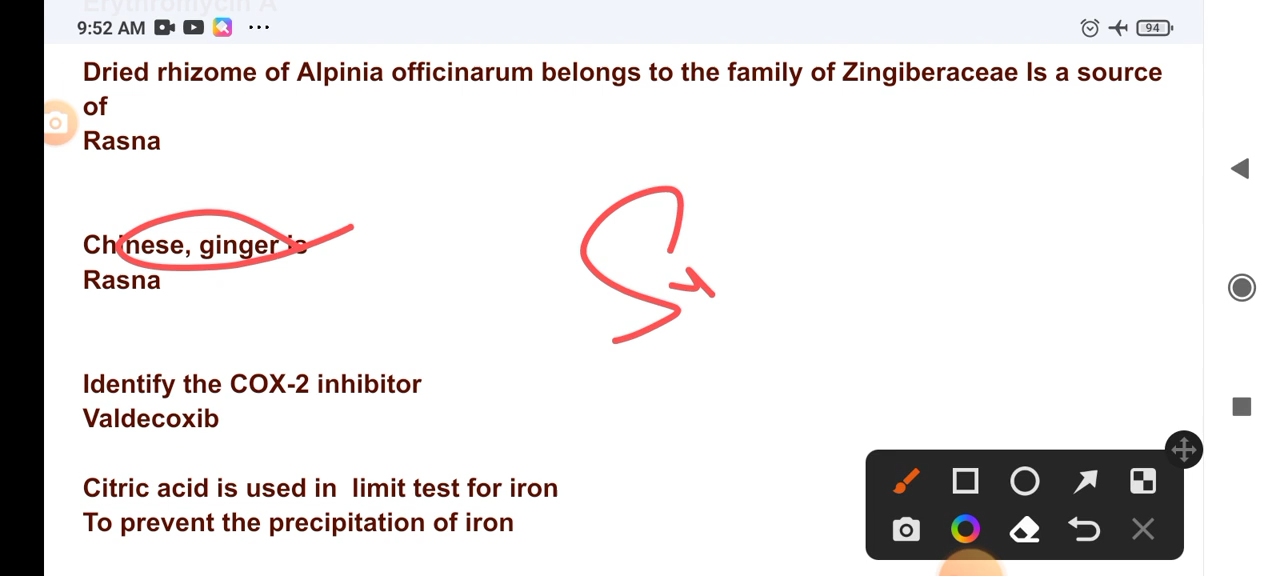 Erythromycin A
9:52 AM ... 94
Dried rhizome of Alpinia officinarum belongs to the family of Zingiberaceae Is a source
of
Rasna
Chinese, ginger is
Rasna
Identify the COX-2 inhibitor
Valdecoxib
Citric acid is used in  limit test for iron
To prevent the precipitation of iron